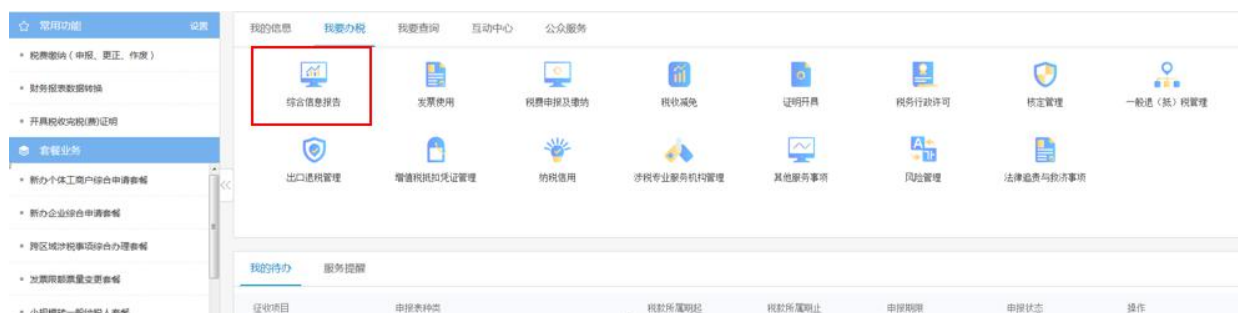 常用功能 设置
税费缴纳（申报、更正、作废）
财务报表数据转换
开具税收完税(费)证明
套餐业务
新办个体工商户综合申请套餐
新办企业综合申请套餐
跨区域涉税事项综合办理套餐
发票限额票量变更套餐
小规模转一般纳税人套餐
我的信息 我要办税 我要查询 互动中心 公众服务
综合信息报告 发票使用 税费申报及缴纳 税收减免 证明开具 税务行政许可 核定管理 一般退（抵）税管理
出口退税管理 增值税抵扣凭证管理 纳税信用 涉税专业服务机构管理 其他服务事项 风险管理 法律追责与救济事项
我的待办 服务提醒
征收项目 申报表种类 税款所属期起 税款所属期止 申报期限 申报状态 操作